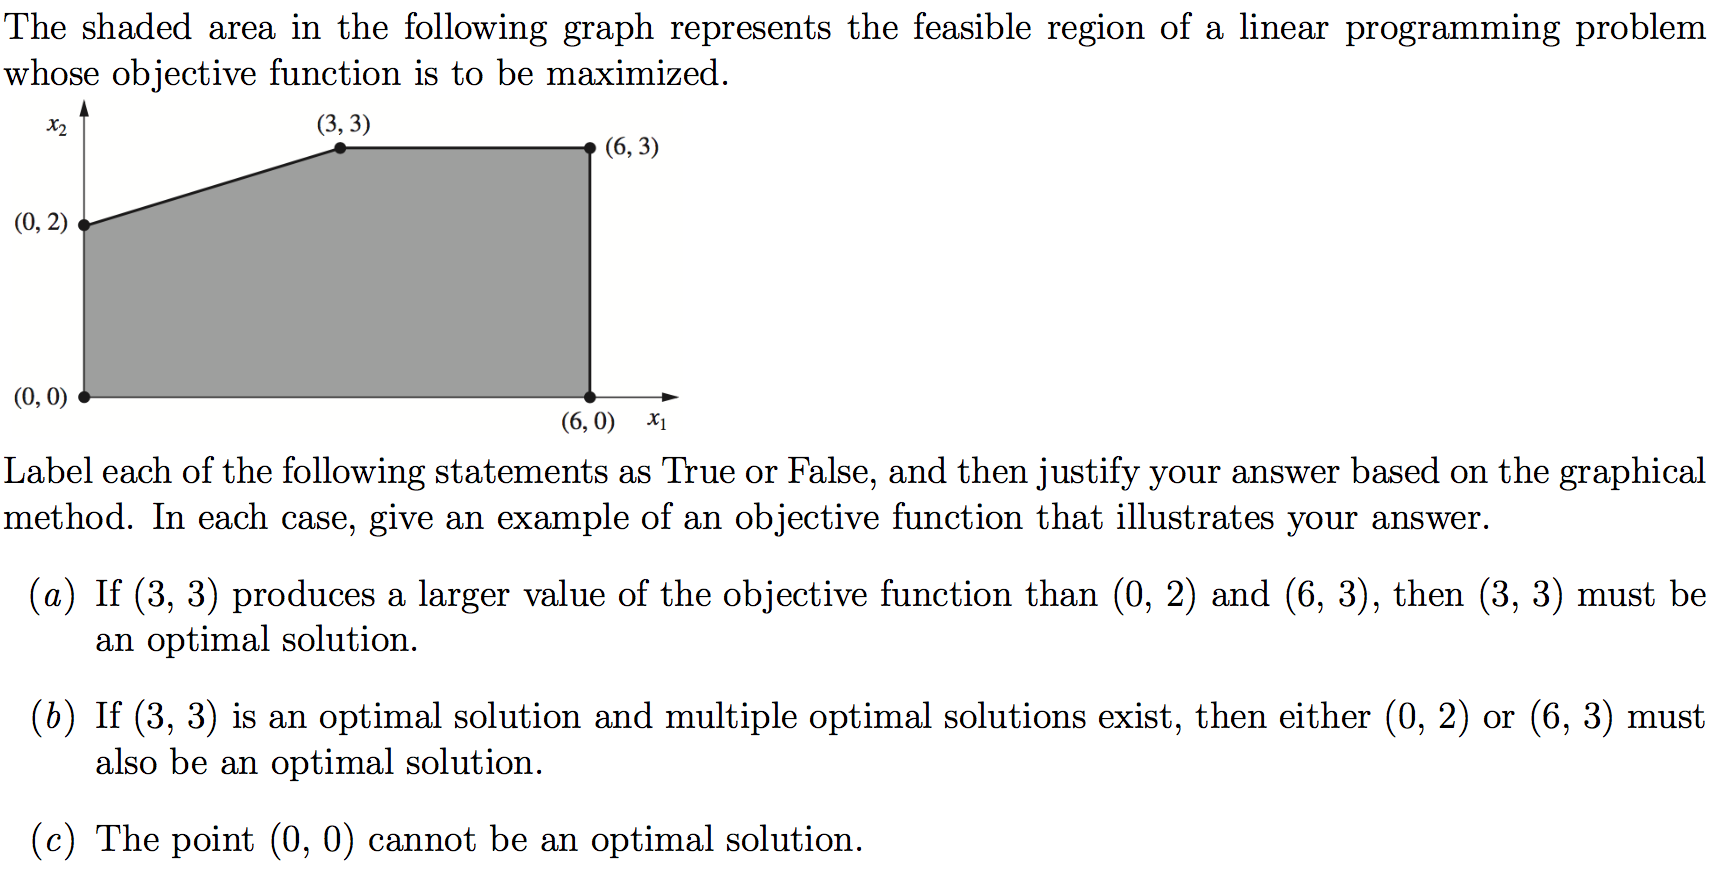 The shaded area in the following graph represents the feasible region of a linear programming problem
whose objective function is to be maximized.
x₂
(3, 3)
(6, 3)
(0, 2)
(0, 0)
(6, 0)
x₁
Label each of the following statements as True or False, and then justify your answer based on the graphical
method. In each case, give an example of an objective function that illustrates your answer.
(a) If (3, 3) produces a larger value of the objective function than (0, 2) and (6, 3), then (3, 3) must be
an optimal solution.
(b) If (3, 3) is an optimal solution and multiple optimal solutions exist, then either (0, 2) or (6, 3) must
also be an optimal solution.
(c) The point (0, 0) cannot be an optimal solution.